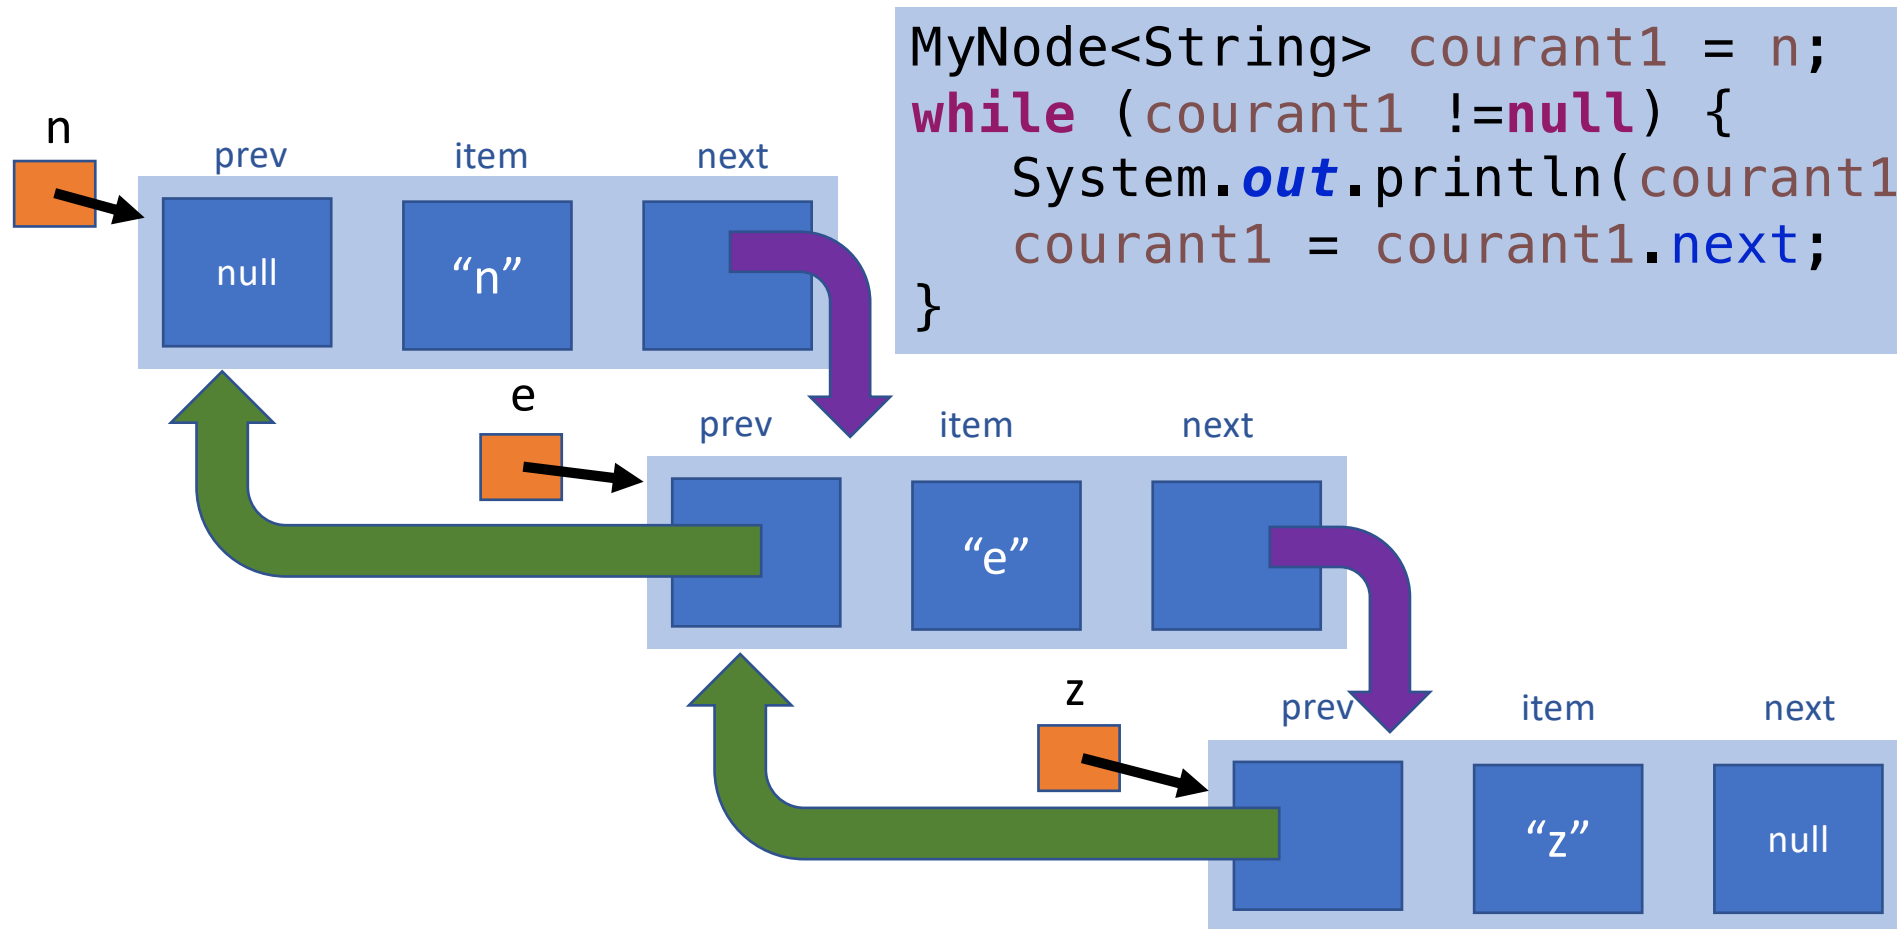 MyNode<String> courant1 = n;
while (courant1 !=null) {
System.out.println(courant1
courant1 = courant1.next;
}
n
prev item next
null “n”
e
prev item next
“e”
z
prev item next
“z” null